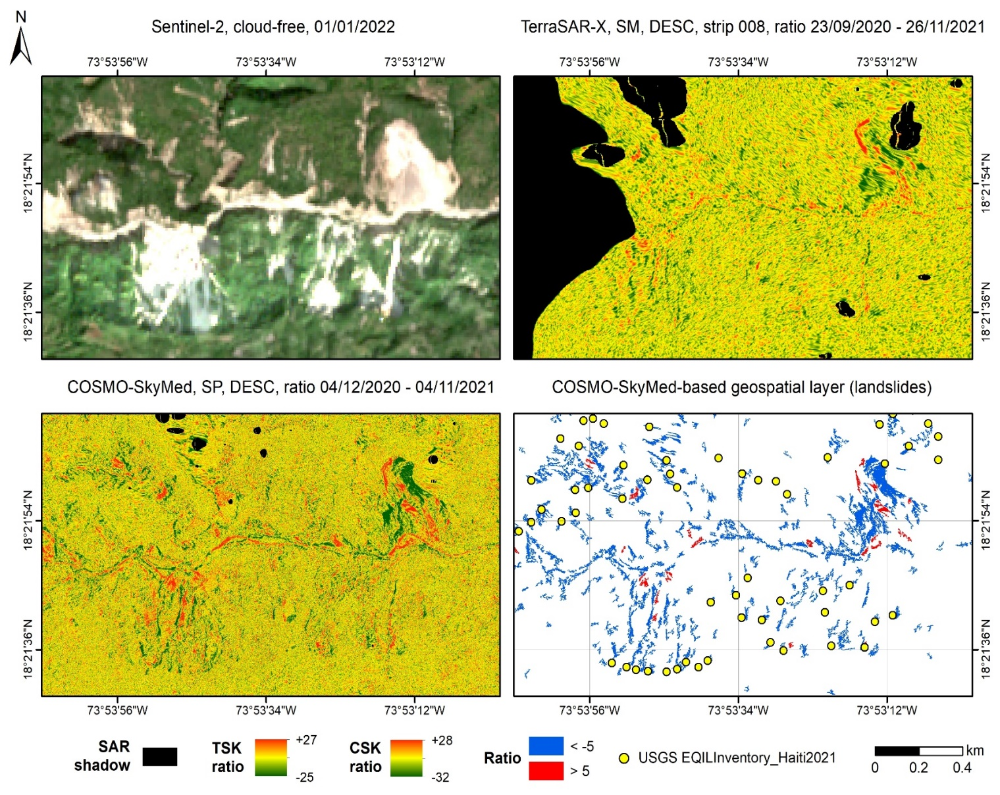 N
Sentinel-2, cloud-free, 01/01/2022
TerraSAR-X, SM, DESC, strip 008, ratio 23/09/2020 - 26/11/2021
73°53'56"W 73°53'34"W 73°53'12"W
73°53'56"W 73°53'34"W 73°53'12"W
18°21'54"N
18°21'36"N
18°21'54"N
18°21'36"N
COSMO-SkyMed, SP, DESC, ratio 04/12/2020 - 04/11/2021
COSMO-SkyMed-based geospatial layer (landslides)
18°21'54"N
18°21'36"N
18°21'54"N
18°21'36"N
73°53'56"W 73°53'34"W 73°53'12"W
73°53'56"W 73°53'34"W 73°53'12"W
SAR
shadow
TSK
ratio
+27
-25
CSK
ratio
+28
-32
Ratio
< -5
> 5
USGS EQILInventory_Haiti2021
km
0 0.2 0.4